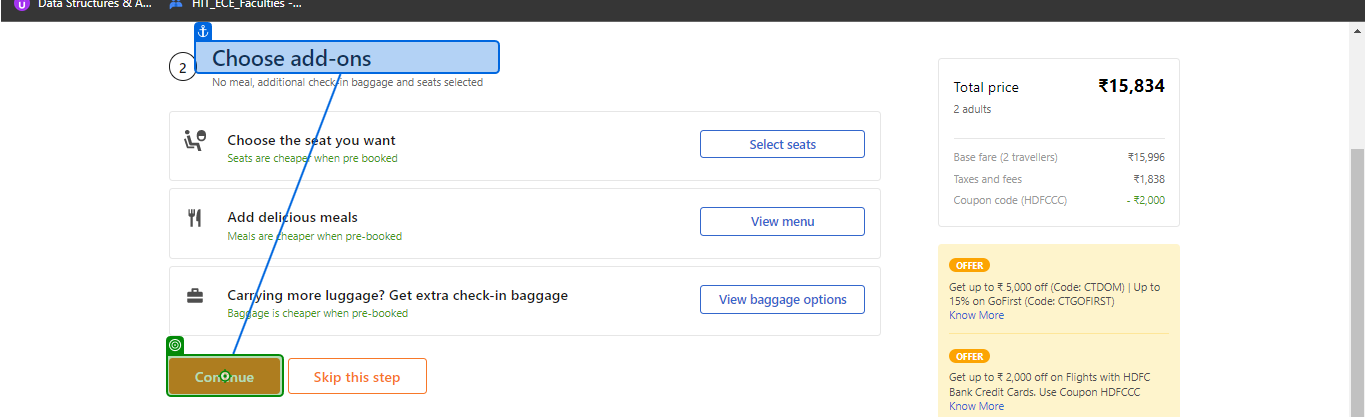 U Data Structures & A... HIT_ECE_Faculties -...
2
Choose add-ons
No meal, additional check-in baggage and seats selected
Choose the seat you want
Seats are cheaper when pre booked
Select seats
Add delicious meals
Meals are cheaper when pre-booked
View menu
Carrying more luggage? Get extra check-in baggage
Baggage is cheaper when pre-booked
View baggage options
Continue
Skip this step
Total price ₹15,834
2 adults
Base fare (2 travellers) ₹15,996
Taxes and fees ₹1,838
Coupon code (HDFCCC) - ₹2,000
OFFER
Get up to ₹ 5,000 off (Code: CTDOM) | Up to
15% on GoFirst (Code: CTGOFIRST)
Know More
OFFER
Get up to ₹ 2,000 off on Flights with HDFC
Bank Credit Cards. Use Coupon HDFCCC
Know More